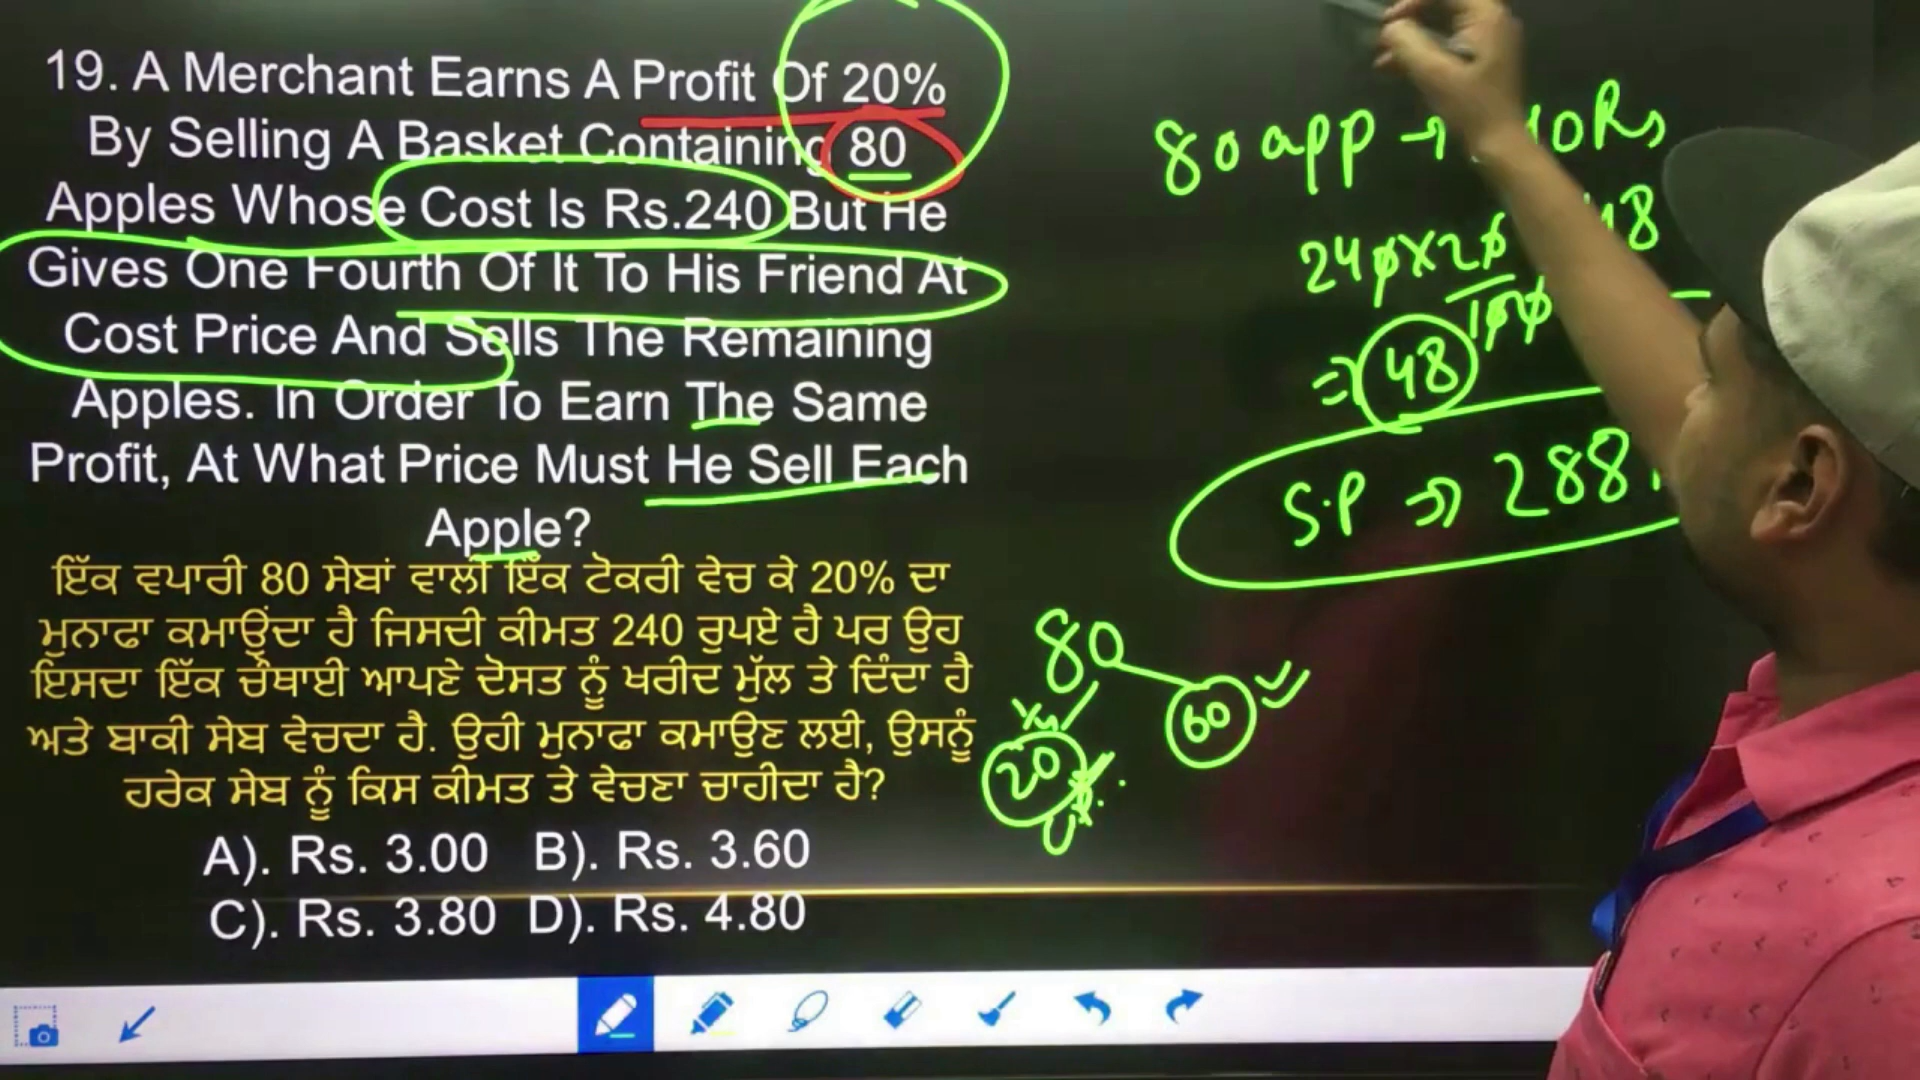 19. A Merchant Earns A Profit Of 20%
By Selling A Basket Containing 80
Apples Whose Cost Is Rs.240 But He
Gives One Fourth Of It To His Friend At
Cost Price And Sells The Remaining
Apples. In Order To Earn The Same
Profit, At What Price Must He Sell Each
Apple?
ਇੱਕ ਵਪਾਰੀ 80 ਸੇਬਾਂ ਵਾਲੀ ਇੱਕ ਟੋਕਰੀ ਵੇਚ ਕੇ 20% ਦਾ
ਮੁਨਾਫਾ ਕਮਾਉਂਦਾ ਹੈ ਜਿਸਦੀ ਕੀਮਤ 240 ਰੁਪਏ ਹੈ ਪਰ ਉਹ
ਇਸਦਾ ਇੱਕ ਚੌਥਾਈ ਆਪਣੇ ਦੋਸਤ ਨੂੰ ਖਰੀਦ ਮੁੱਲ ਤੇ ਦਿੰਦਾ ਹੈ
ਅਤੇ ਬਾਕੀ ਸੇਬ ਵੇਚਦਾ ਹੈ. ਉਹੀ ਮੁਨਾਫਾ ਕਮਾਉਣ ਲਈ, ਉਸਨੂੰ
ਹਰੇਕ ਸੇਬ ਨੂੰ ਕਿਸ ਕੀਮਤ ਤੇ ਵੇਚਣਾ ਚਾਹੀਦਾ ਹੈ?
A). Rs. 3.00 B). Rs. 3.60
C). Rs. 3.80 D). Rs. 4.80
80 app →
240×20
100
⇒ 48
S.P ⇒ 288
80
20
60